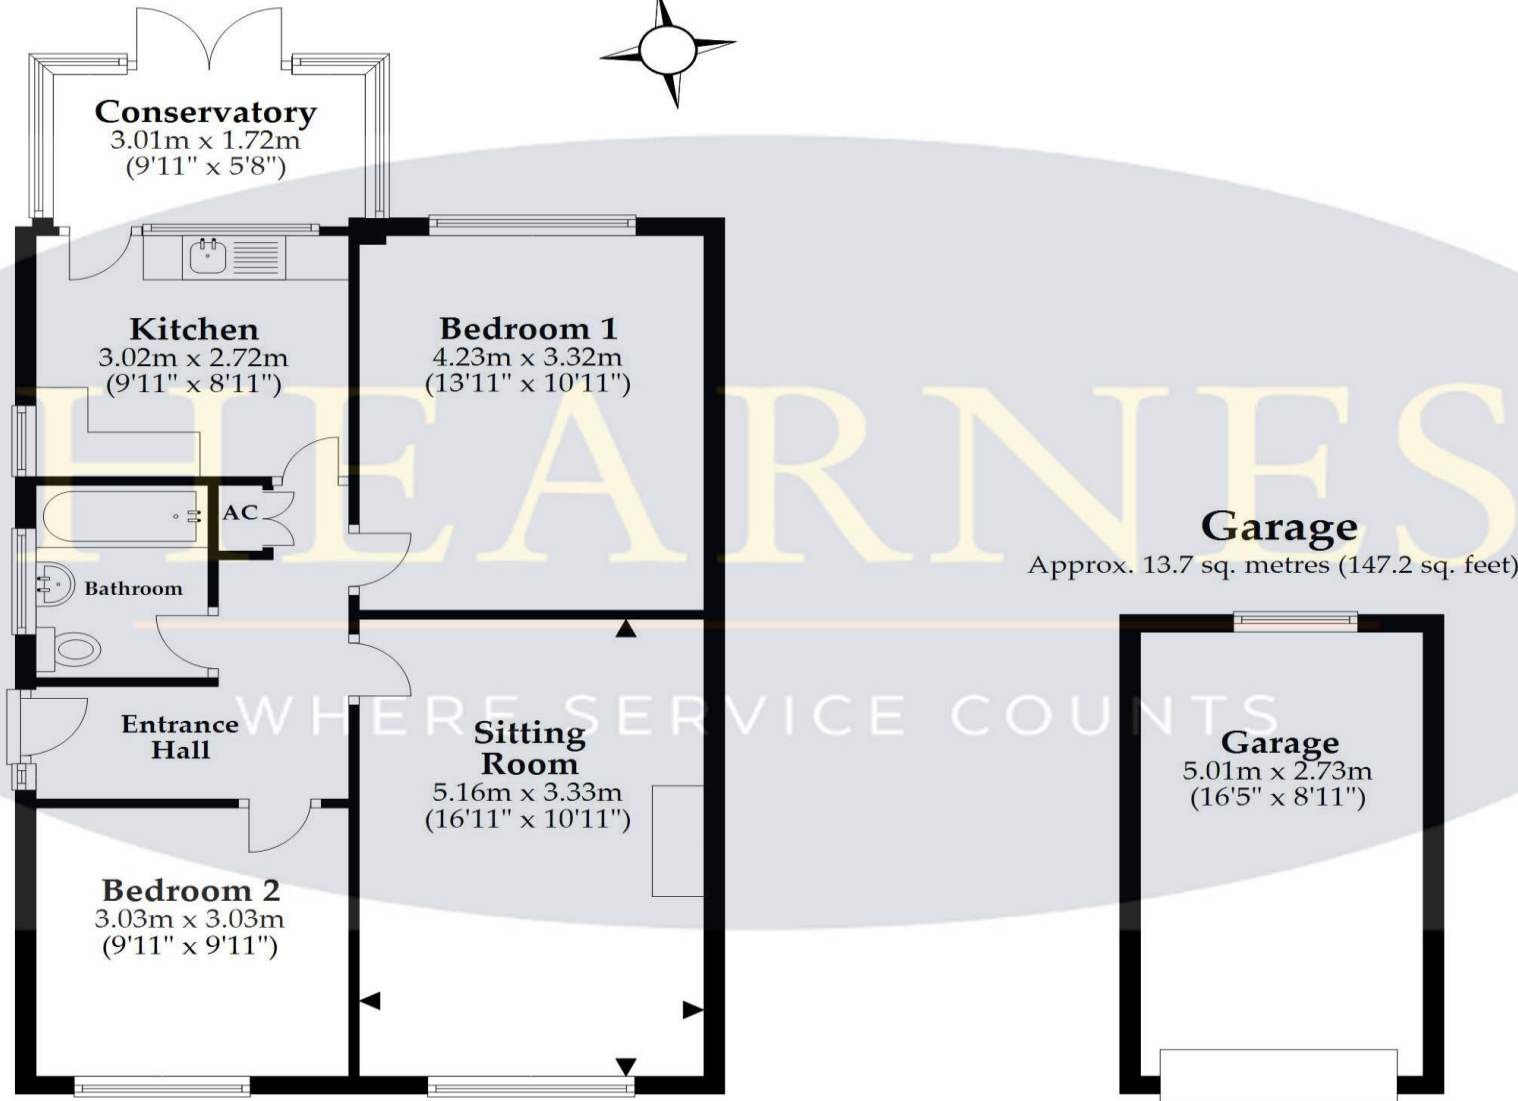 Conservatory
3.01m x 1.72m
(9'11" x 5'8")
Kitchen
3.02m x 2.72m
(9'11" x 8'11")
Bedroom 1
4.23m x 3.32m
(13'11" x 10'11")
HEARNES
AC
Garage
Approx. 13.7 sq. metres (147.2 sq. feet)
Bathroom
WHERE SERVICE COUNTS
Entrance
Hall
Sitting
Room
5.16m x 3.33m
(16'11" x 10'11")
Garage
5.01m x 2.73m
(16'5" x 8'11")
Bedroom 2
3.03m x 3.03m
(9'11" x 9'11")